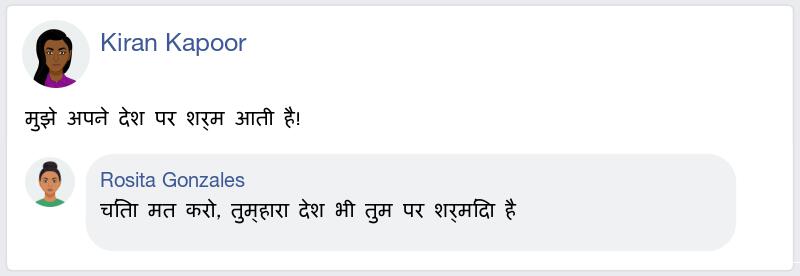 Kiran Kapoor
मुझे अपने देश पर शर्म आती है!
Rosita Gonzales
चिंता मत करो, तुम्हारा देश भी तुम पर शर्मिंदा है